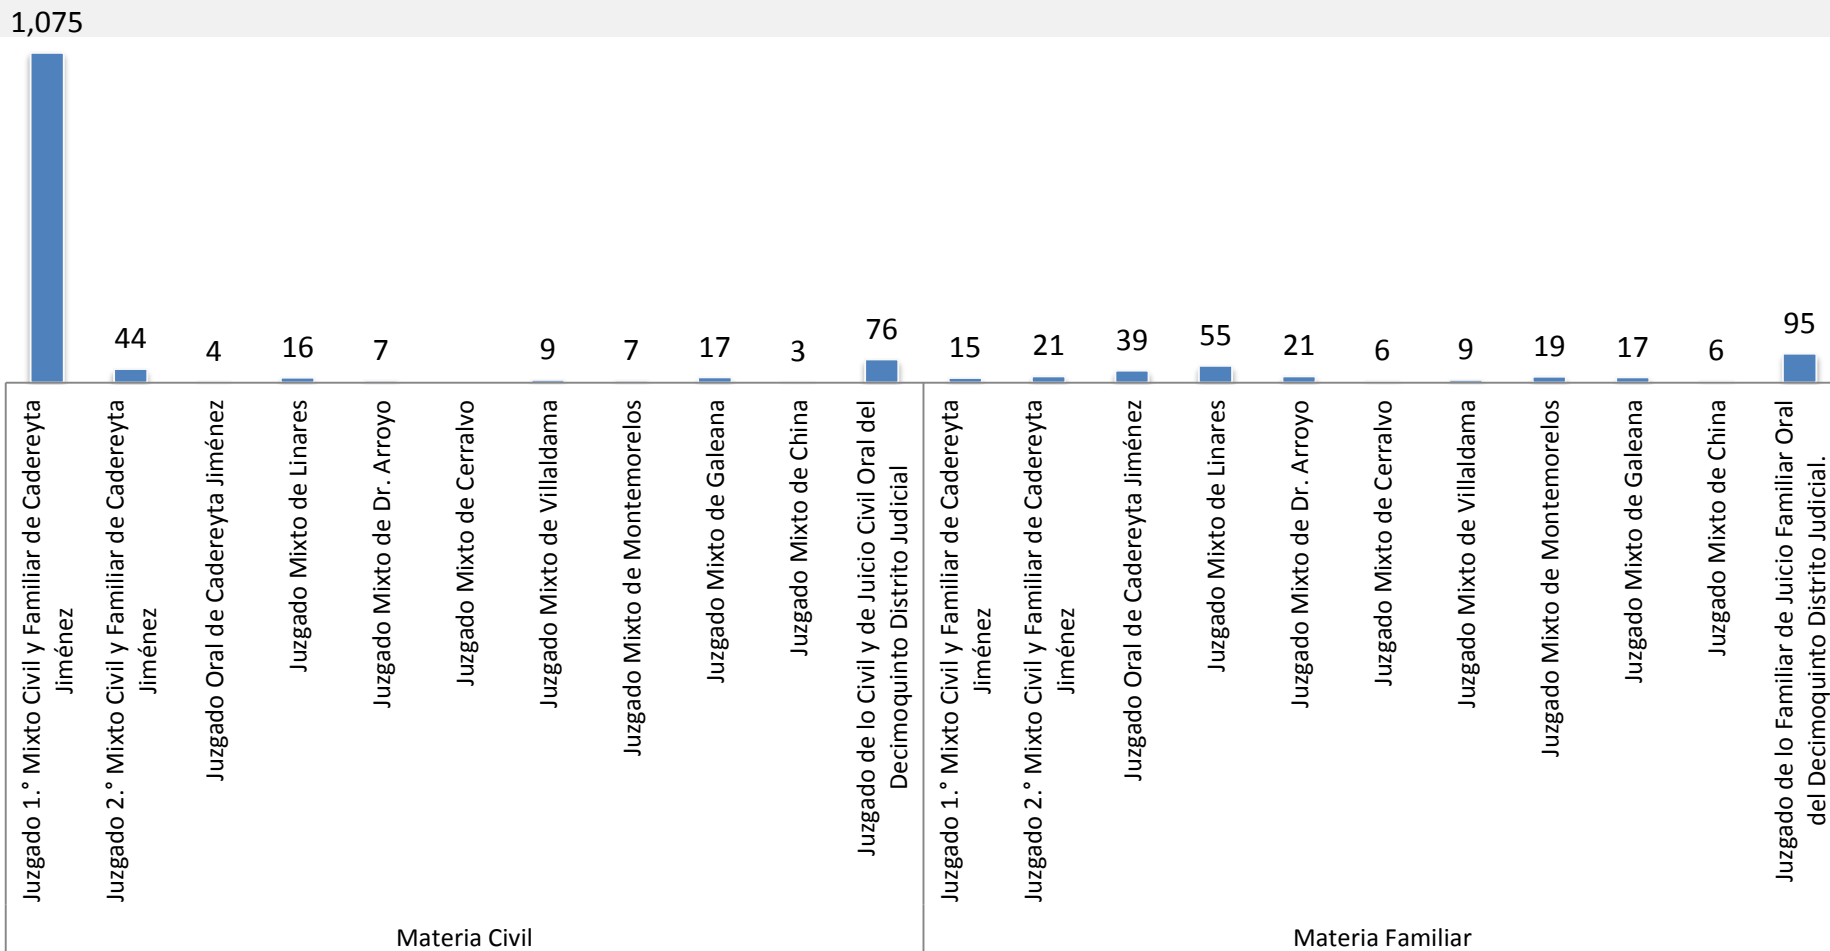 1,075
44
4
16
7
9
7
17
3
76
15
21
39
55
21
6
9
19
17
6
95
Juzgado 1.° Mixto Civil y Familiar de Cadereyta
Jiménez
Juzgado 2.° Mixto Civil y Familiar de Cadereyta
Jiménez
Juzgado Oral de Cadereyta Jiménez
Juzgado Mixto de Linares
Juzgado Mixto de Dr. Arroyo
Juzgado Mixto de Cerralvo
Juzgado Mixto de Villaldama
Juzgado Mixto de Montemorelos
Juzgado Mixto de Galeana
Juzgado Mixto de China
Juzgado de lo Civil y de Juicio Civil Oral del
Decimoquinto Distrito Judicial
Juzgado 1.° Mixto Civil y Familiar de Cadereyta
Jiménez
Juzgado 2.° Mixto Civil y Familiar de Cadereyta
Jiménez
Juzgado Oral de Cadereyta Jiménez
Juzgado Mixto de Linares
Juzgado Mixto de Dr. Arroyo
Juzgado Mixto de Cerralvo
Juzgado Mixto de Villaldama
Juzgado Mixto de Montemorelos
Juzgado Mixto de Galeana
Juzgado Mixto de China
Juzgado de lo Familiar de Juicio Familiar Oral
del Decimoquinto Distrito Judicial.
Materia Civil
Materia Familiar